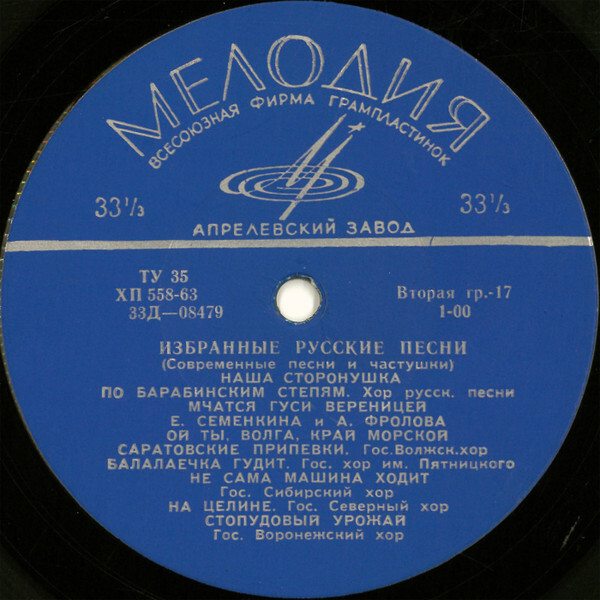 МЕЛОДИЯ
ВСЕСОЮЗНАЯ ФИРМА ГРАМПЛАСТИНОК
33⅓ 33⅓
АПРЕЛЕВСКИЙ ЗАВОД
ТУ 35
ХП 558-63 Вторая гр.-17
33Д—08479 1-00
ИЗБРАННЫЕ РУССКИЕ ПЕСНИ
(Современные песни и частушки)
НАША СТОРОНУШКА
ПО БАРАБИНСКИМ СТЕПЯМ. Хор русск. песни
МЧАТСЯ ГУСИ ВЕРЕНИЦЕЙ
Е. СЕМЕНКИНА и А. ФРОЛОВА
ОЙ ТЫ, ВОЛГА, КРАЙ МОРСКОЙ
САРАТОВСКИЕ ПРИПЕВКИ. Гос.Волжск.хор
БАЛАЛАЕЧКА ГУДИТ. Гос. хор им. Пятницкого
НЕ САМА МАШИНА ХОДИТ
Гос. Сибирский хор
НА ЦЕЛИНЕ. Гос. Северный хор
СТОПУДОВЫЙ УРОЖАЙ
Гос. Воронежский хор